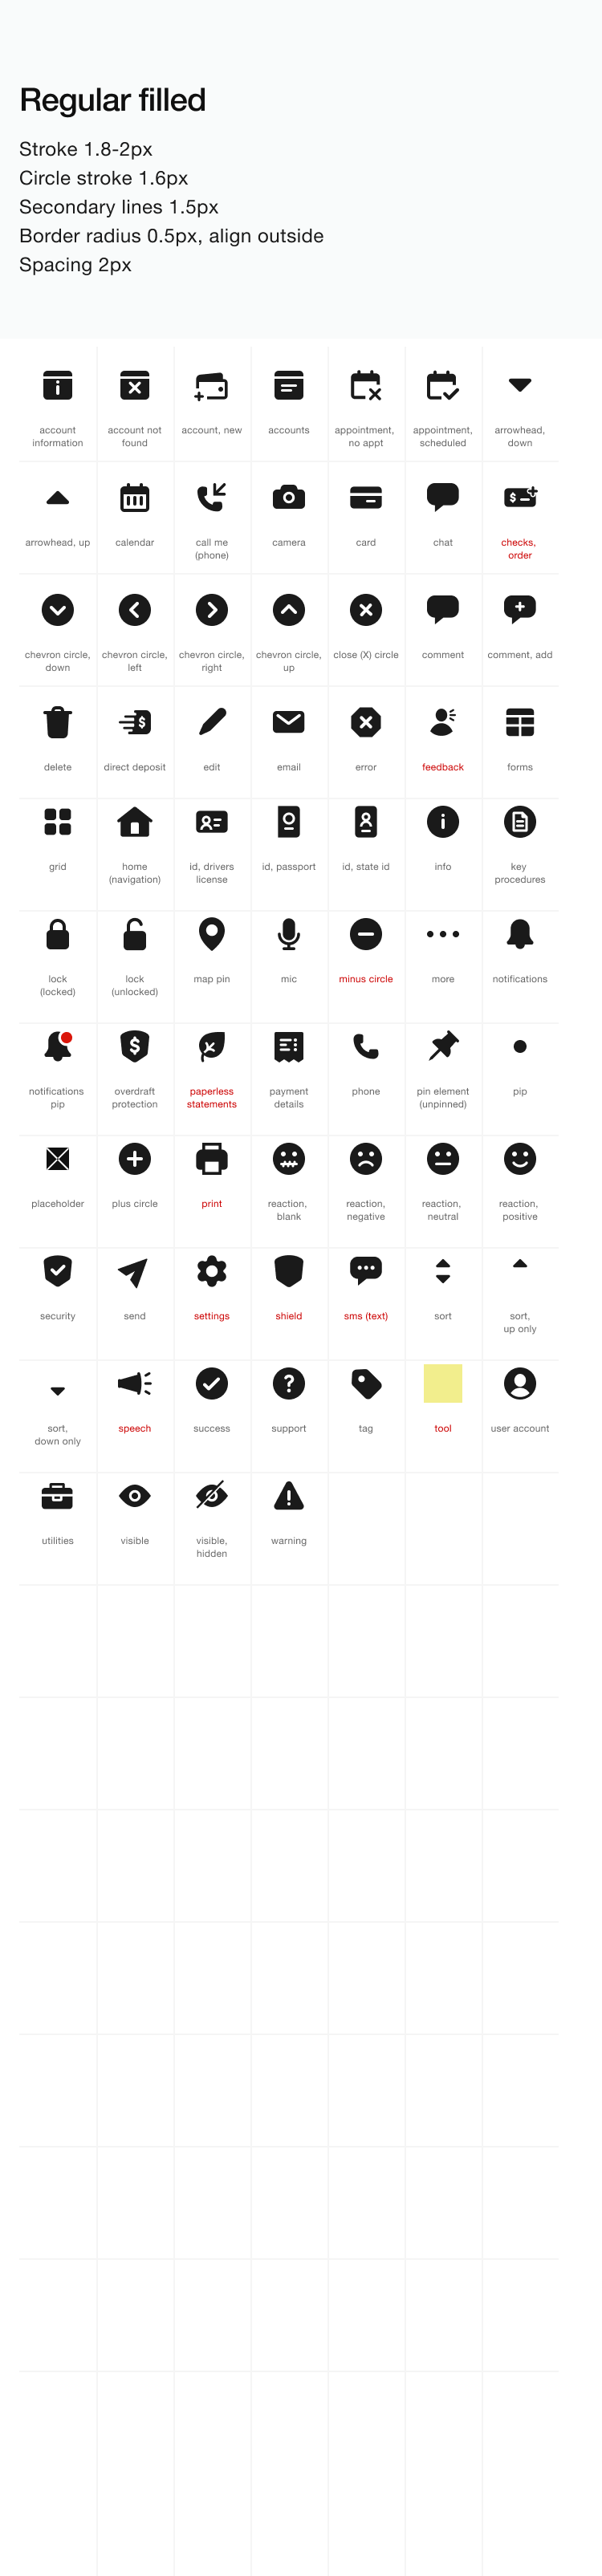 Regular filled
Stroke 1.8-2px
Circle stroke 1.6px
Secondary lines 1.5px
Border radius 0.5px, align outside
Spacing 2px
account
information
account not
found
account, new
accounts
appointment,
no appt
appointment,
scheduled
arrowhead,
down
arrowhead, up
calendar
call me
(phone)
camera
card
chat
checks,
order
chevron circle,
down
chevron circle,
left
chevron circle,
right
chevron circle,
up
close (X) circle
comment
comment, add
delete
direct deposit
edit
email
error
feedback
forms
grid
home
(navigation)
id, drivers
license
id, passport
id, state id
info
key
procedures
lock
(locked)
lock
(unlocked)
map pin
mic
minus circle
more
notifications
notifications
pip
overdraft
protection
paperless
statements
payment
details
phone
pin element
(unpinned)
pip
placeholder
plus circle
print
reaction,
blank
reaction,
negative
reaction,
neutral
reaction,
positive
security
send
settings
shield
sms (text)
sort
sort,
up only
sort,
down only
speech
success
support
tag
tool
user account
utilities
visible
visible,
hidden
warning